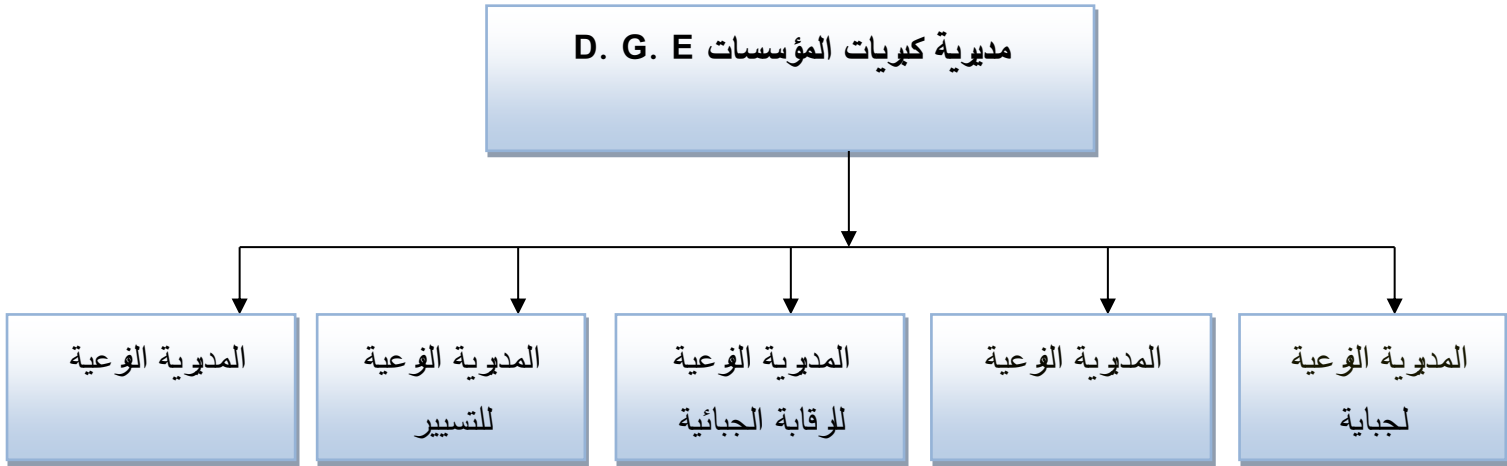 مديرية كبريات المؤسسات D. G. E
المديرية الفرعية
لجباية
المديرية الفرعية
المديرية الفرعية
للرقابة الجبائية
المديرية الفرعية
للتسيير
المديرية الفرعية